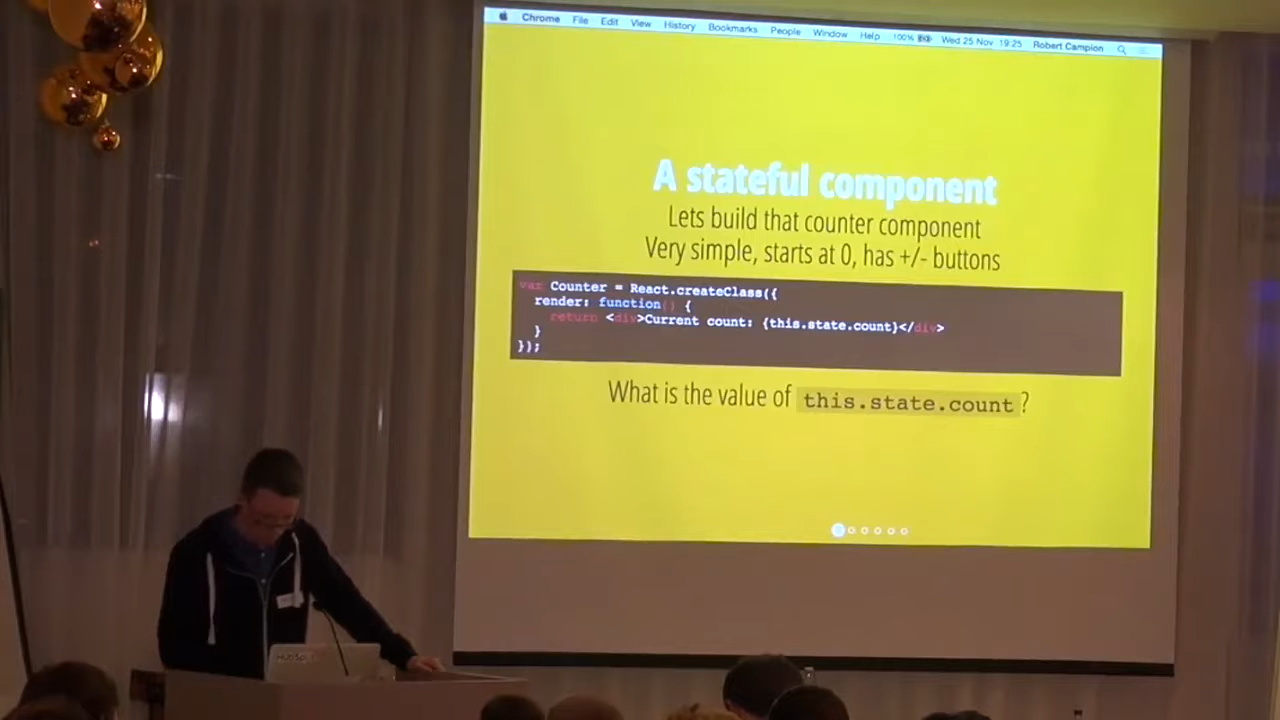 Chrome File Edit View History Bookmarks People Window Help 100% Wed 25 Nov 19:25 Robert Campion
A stateful component
Lets build that counter component
Very simple, starts at 0, has +/- buttons
var Counter = React.createClass({
render: function() {
return <div>Current count: {this.state.count}</div>
}
});
What is the value of this.state.count ?
HubSpot